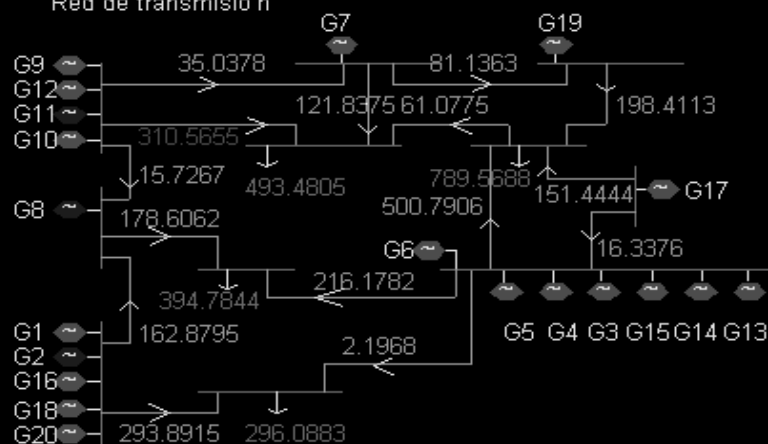 Red de transmisión
G7 G19
G9 35.0378 81.1363
G12
G11 121.8375 61.0775 198.4113
G10 310.5655
15.7267 493.4805 789.5688 151.4444 G17
G8 178.6062 500.7906
G6 16.3376
394.7844 216.1782
G1 162.8795 G5 G4 G3 G15 G14 G13
G2 2.1968
G16
G18
G20 293.8915 296.0883